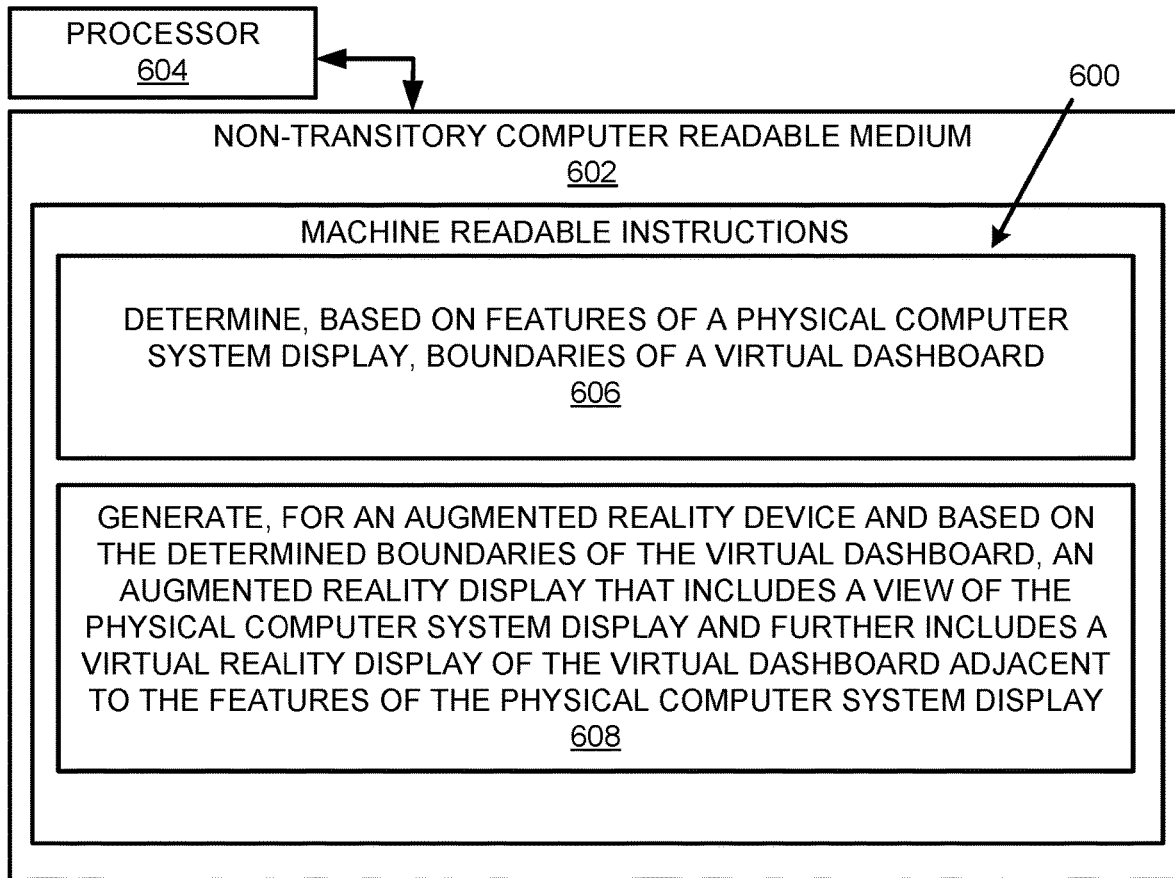 PROCESSOR
604
600
NON-TRANSITORY COMPUTER READABLE MEDIUM
602
MACHINE READABLE INSTRUCTIONS
DETERMINE, BASED ON FEATURES OF A PHYSICAL COMPUTER
SYSTEM DISPLAY, BOUNDARIES OF A VIRTUAL DASHBOARD
606
GENERATE, FOR AN AUGMENTED REALITY DEVICE AND BASED ON
THE DETERMINED BOUNDARIES OF THE VIRTUAL DASHBOARD, AN
AUGMENTED REALITY DISPLAY THAT INCLUDES A VIEW OF THE
PHYSICAL COMPUTER SYSTEM DISPLAY AND FURTHER INCLUDES A
VIRTUAL REALITY DISPLAY OF THE VIRTUAL DASHBOARD ADJACENT
TO THE FEATURES OF THE PHYSICAL COMPUTER SYSTEM DISPLAY
608